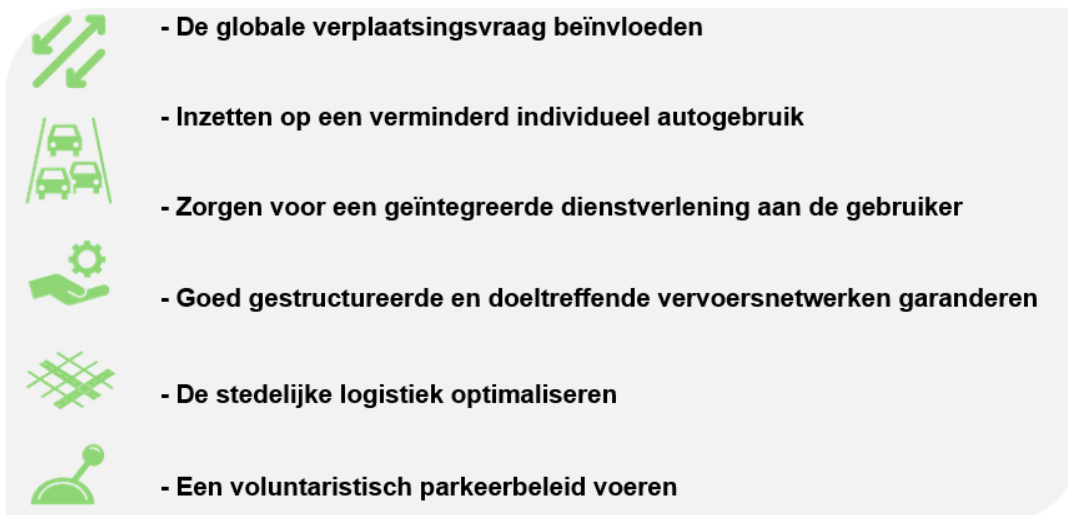 - De globale verplaatsingsvraag beïnvloeden
- Inzetten op een verminderd individueel autogebruik
- Zorgen voor een geïntegreerde dienstverlening aan de gebruiker
- Goed gestructureerde en doeltreffende vervoersnetwerken garanderen
- De stedelijke logistiek optimaliseren
- Een voluntaristisch parkeerbeleid voeren